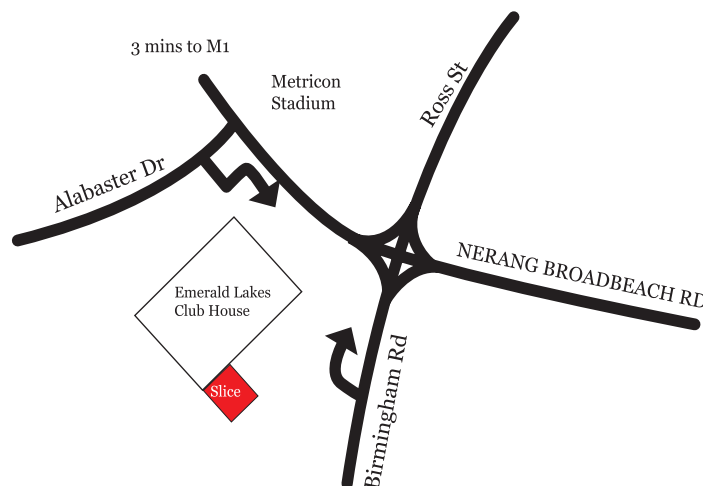 3 mins to M1
Metricon
Stadium
Ross St
Alabaster Dr
NERANG BROADBEACH RD
Emerald Lakes
Club House
Slice
Birmingham Rd